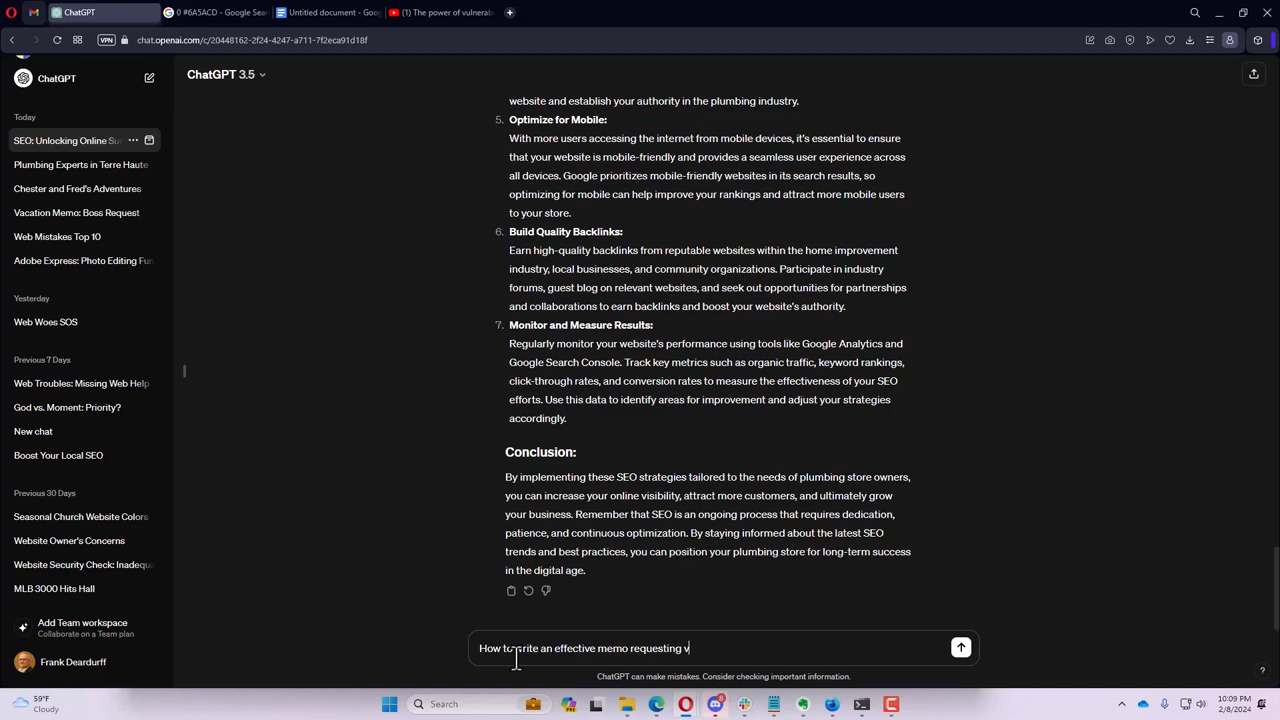 ChatGPT
0 #6A5ACD - Google Sea
Untitled document - Goog
(1) The power of vulnerab
VPN
chat.openai.com/c/20448162-2f24-4247-a711-7f2eca91d18f
ChatGPT
Today
SEO: Unlocking Online Su
Plumbing Experts in Terre Haute
Chester and Fred's Adventures
Vacation Memo: Boss Request
Web Mistakes Top 10
Adobe Express: Photo Editing Fun
Yesterday
Web Woes SOS
Previous 7 Days
Web Troubles: Missing Web Help
God vs. Moment: Priority?
New chat
Boost Your Local SEO
Previous 30 Days
Seasonal Church Website Colors
Website Owner's Concerns
Website Security Check: Inadequa
MLB 3000 Hits Hall
Add Team workspace
Collaborate on a Team plan
Frank Deardurff
ChatGPT 3.5
website and establish your authority in the plumbing industry.
5. Optimize for Mobile:
With more users accessing the internet from mobile devices, it's essential to ensure
that your website is mobile-friendly and provides a seamless user experience across
all devices. Google prioritizes mobile-friendly websites in its search results, so
optimizing for mobile can help improve your rankings and attract more mobile users
to your store.
6. Build Quality Backlinks:
Earn high-quality backlinks from reputable websites within the home improvement
industry, local businesses, and community organizations. Participate in industry
forums, guest blog on relevant websites, and seek out opportunities for partnerships
and collaborations to earn backlinks and boost your website's authority.
7. Monitor and Measure Results:
Regularly monitor your website's performance using tools like Google Analytics and
Google Search Console. Track key metrics such as organic traffic, keyword rankings,
click-through rates, and conversion rates to measure the effectiveness of your SEO
efforts. Use this data to identify areas for improvement and adjust your strategies
accordingly.
Conclusion:
By implementing these SEO strategies tailored to the needs of plumbing store owners,
you can increase your online visibility, attract more customers, and ultimately grow
your business. Remember that SEO is an ongoing process that requires dedication,
patience, and continuous optimization. By staying informed about the latest SEO
trends and best practices, you can position your plumbing store for long-term success
in the digital age.
How to write an effective memo requesting v
ChatGPT can make mistakes. Consider checking important information.
?
59°F
Cloudy
Search
8
10:09 PM
2/8/2024